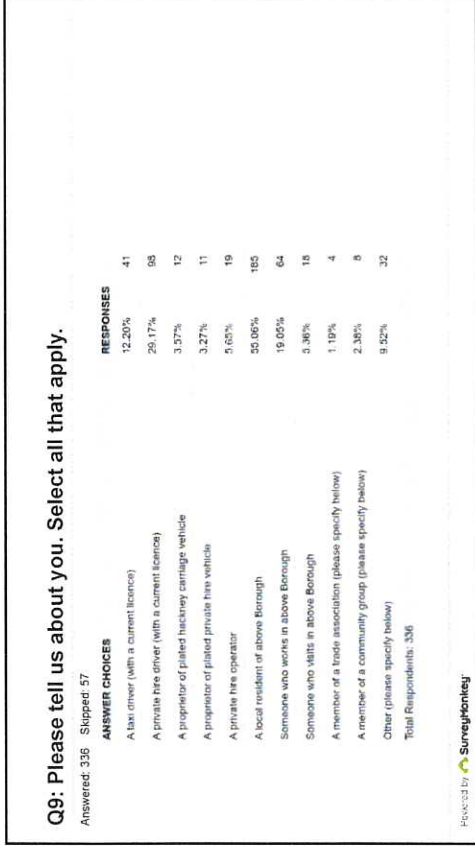 Q9: Please tell us about you. Select all that apply.
Answered: 336 Skipped: 57
ANSWER CHOICES RESPONSES
A taxi driver (with a current licence) 12.20% 41
A private hire driver (with a current licence) 29.17% 98
A proprietor of plated hackney carriage vehicle 3.57% 12
A proprietor of plated private hire vehicle 3.27% 11
A private hire operator 5.65% 19
A local resident of above Borough 55.06% 185
Someone who works in above Borough 19.05% 64
Someone who visits in above Borough 5.36% 18
A member of a trade association (please specify below) 1.19% 4
A member of a community group (please specify below) 2.38% 8
Other (please specify below) 9.52% 32
Total Respondents: 336
Powered by SurveyMonkey